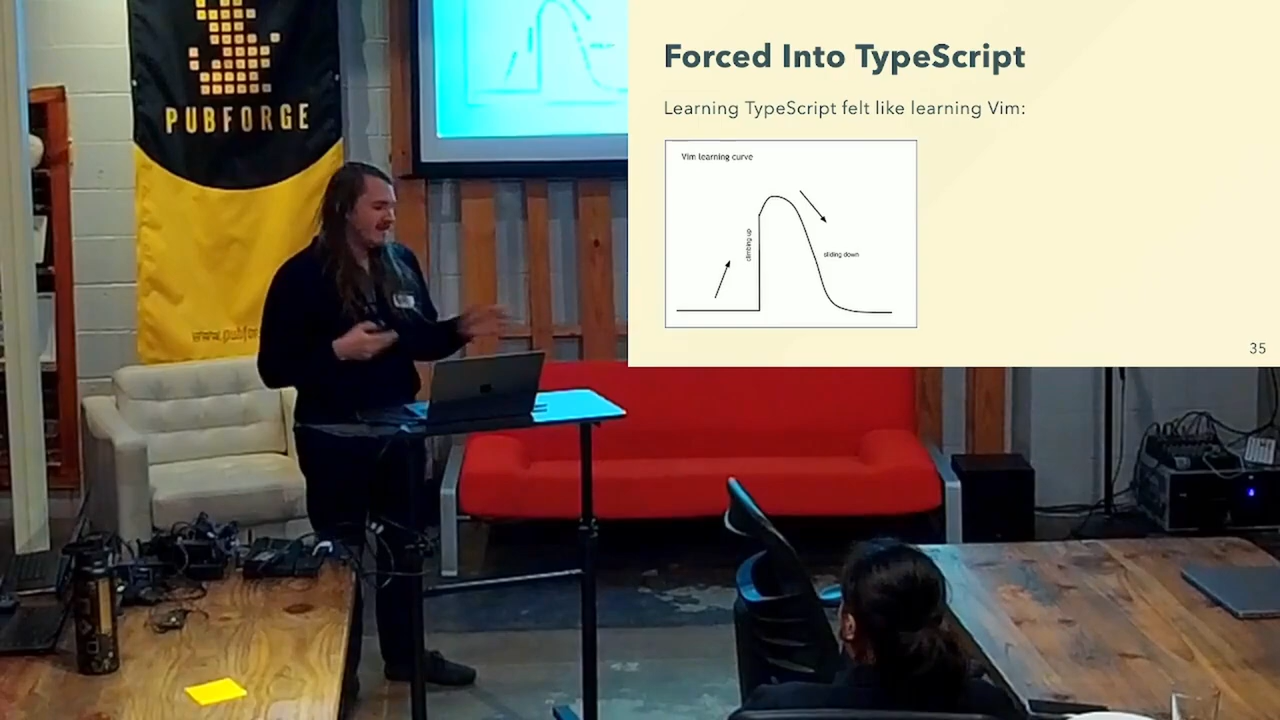 PUBFORGE
Forced Into TypeScript
Learning TypeScript felt like learning Vim:
Vim learning curve
climbing up
sliding down
35